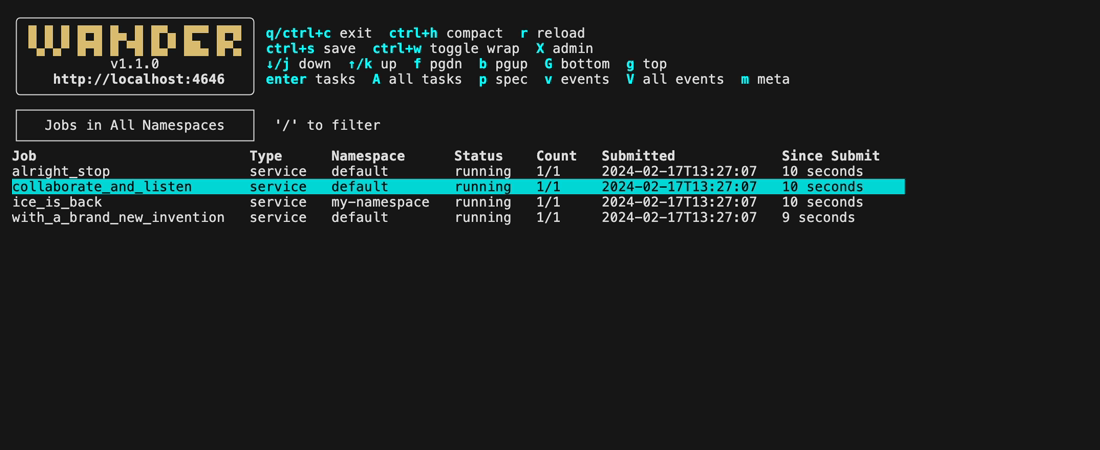 WANDER
v1.1.0
http://localhost:4646
q/ctrl+c exit  ctrl+h compact  r reload
ctrl+s save  ctrl+w toggle wrap  X admin
↓/j down  ↑/k up  f pgdn  b pgup  G bottom  g top
enter tasks  A all tasks  p spec  v events  V all events  m meta
Jobs in All Namespaces  '/' to filter
Job  Type  Namespace  Status  Count  Submitted  Since Submit
alright_stop  service  default  running  1/1  2024-02-17T13:27:07  10 seconds
collaborate_and_listen  service  default  running  1/1  2024-02-17T13:27:07  10 seconds
ice_is_back  service  my-namespace  running  1/1  2024-02-17T13:27:07  10 seconds
with_a_brand_new_invention  service  default  running  1/1  2024-02-17T13:27:07  9 seconds